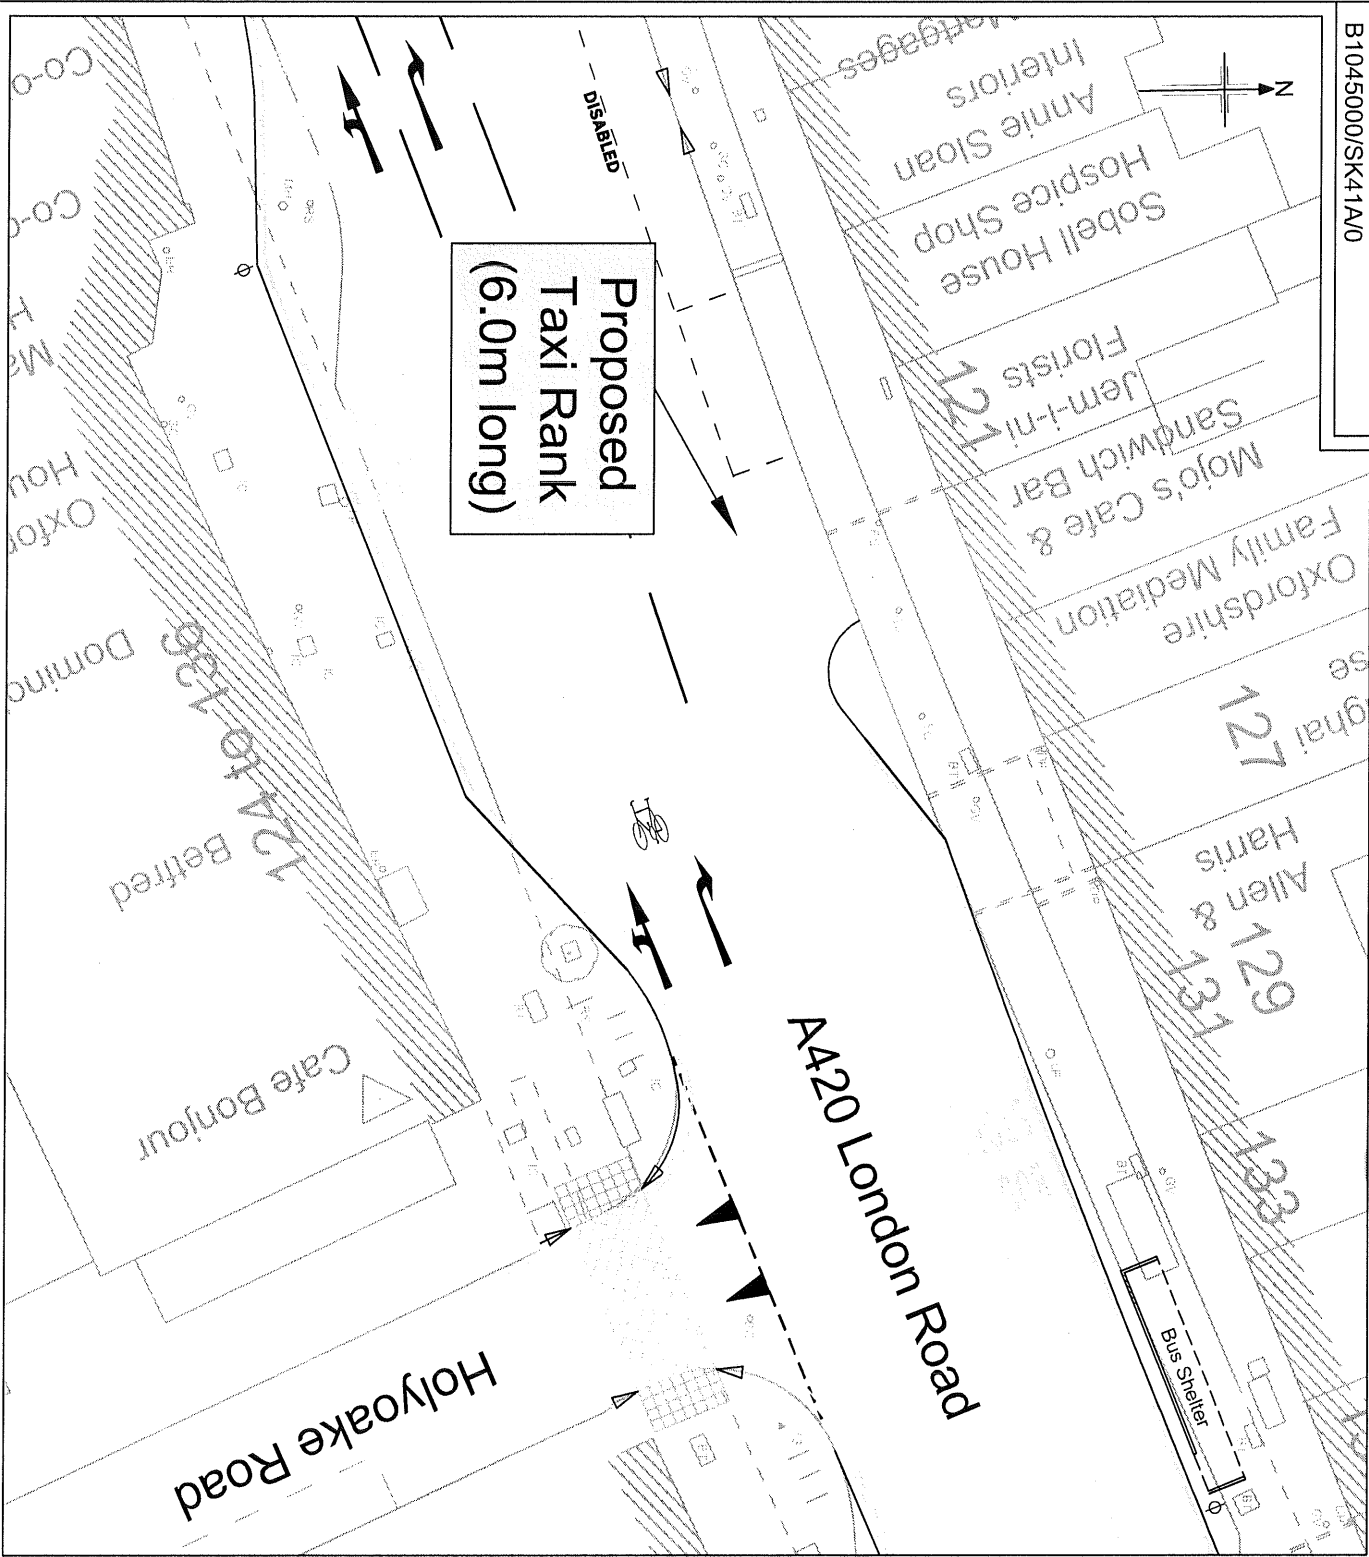 B1045000/SK41A/0
N
Mortgages
Annie Sloan
Interiors
Sobell House
Hospice Shop
121
Jem-i-ni
Florists
Mojo's Cafe &
Sandwich Bar
Oxfordshire
Family Mediation
127
Allen &
Harris
129
131
133
DISABLED
Proposed
Taxi Rank
(6.0m long)
A420 London Road
Bus Shelter
Holyoake Road
124 to 136
Betfred
Cafe Bonjour